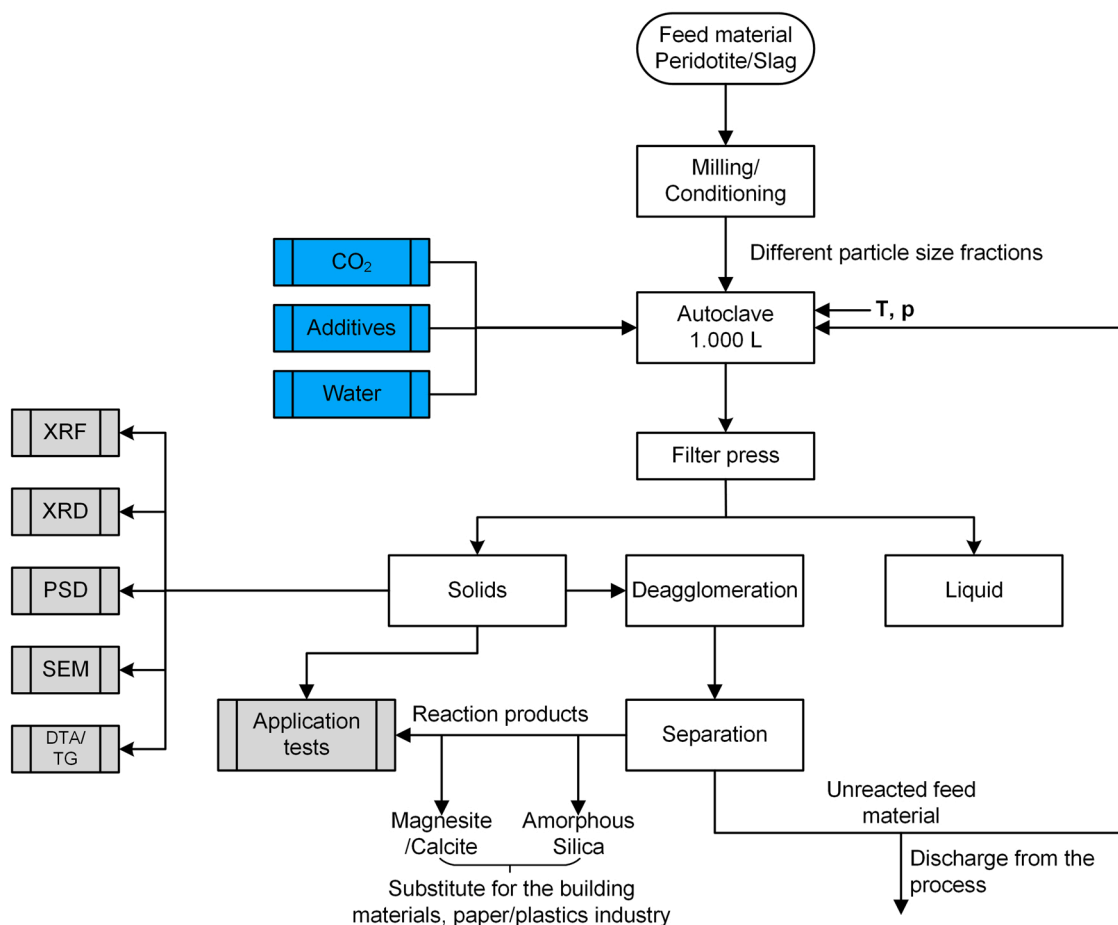 Feed material
Peridotite/Slag
Milling/
Conditioning
Different particle size fractions
CO₂
Additives
Water
Autoclave
1.000 L
T, p
Filter press
XRF
XRD
PSD
SEM
DTA/
TG
Solids
Deagglomeration
Liquid
Application
tests
Reaction products
Separation
Unreacted feed
material
Magnesite
/Calcite
Amorphous
Silica
Discharge from the
process
Substitute for the building
materials, paper/plastics industry